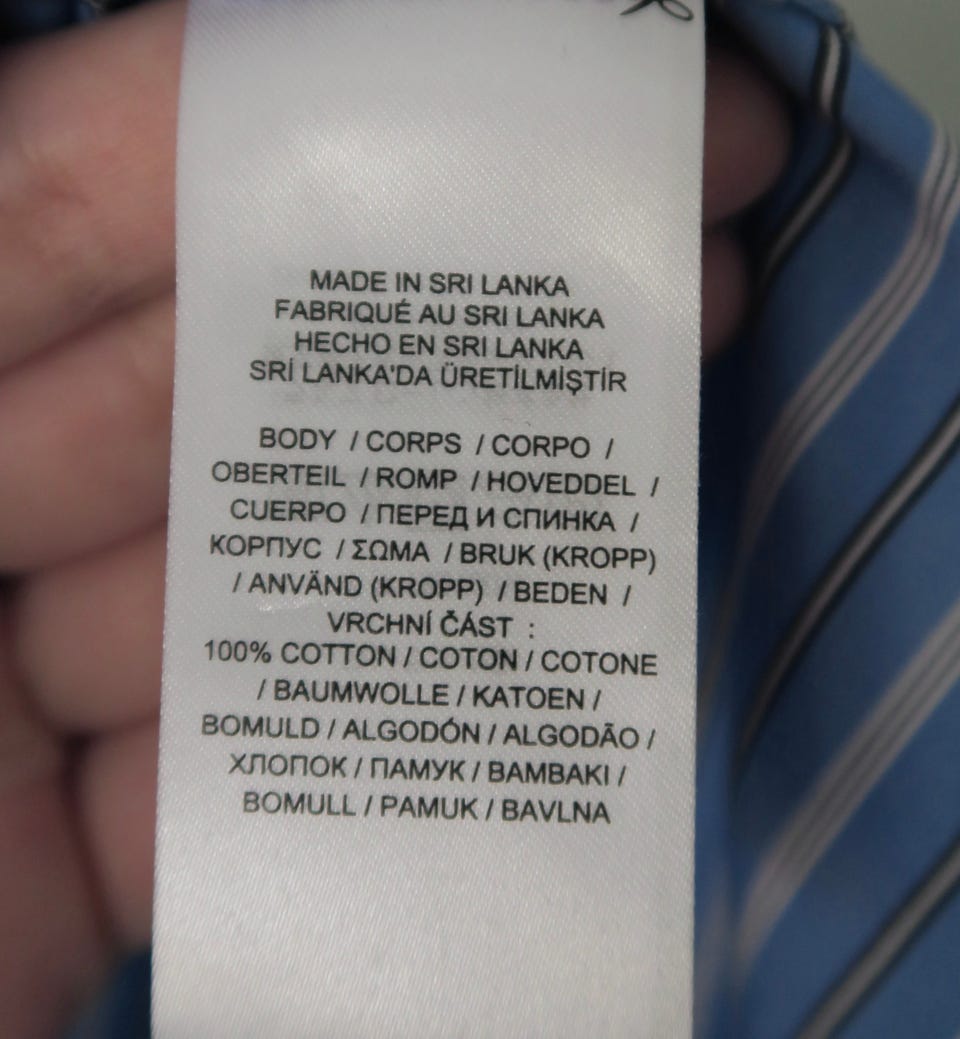 MADE IN SRI LANKA
FABRIQUÉ AU SRI LANKA
HECHO EN SRI LANKA
SRİ LANKA'DA ÜRETİLMİŞTİR
BODY / CORPS / CORPO /
OBERTEIL / ROMP / HOVEDDEL /
CUERPO / ПЕРЕД И СПИНКА /
КОРПУС / ΣΩΜΑ / BRUK (KROPP)
/ ANVÄND (KROPP) / BEDEN /
VRCHNÍ ČÁST :
100% COTTON / COTON / COTONE
/ BAUMWOLLE / KATOEN /
BOMULD / ALGODÓN / ALGODÃO /
ХЛОПОК / ПАМУК / ΒΑΜΒΑΚΙ /
BOMULL / PAMUK / BAVLNA